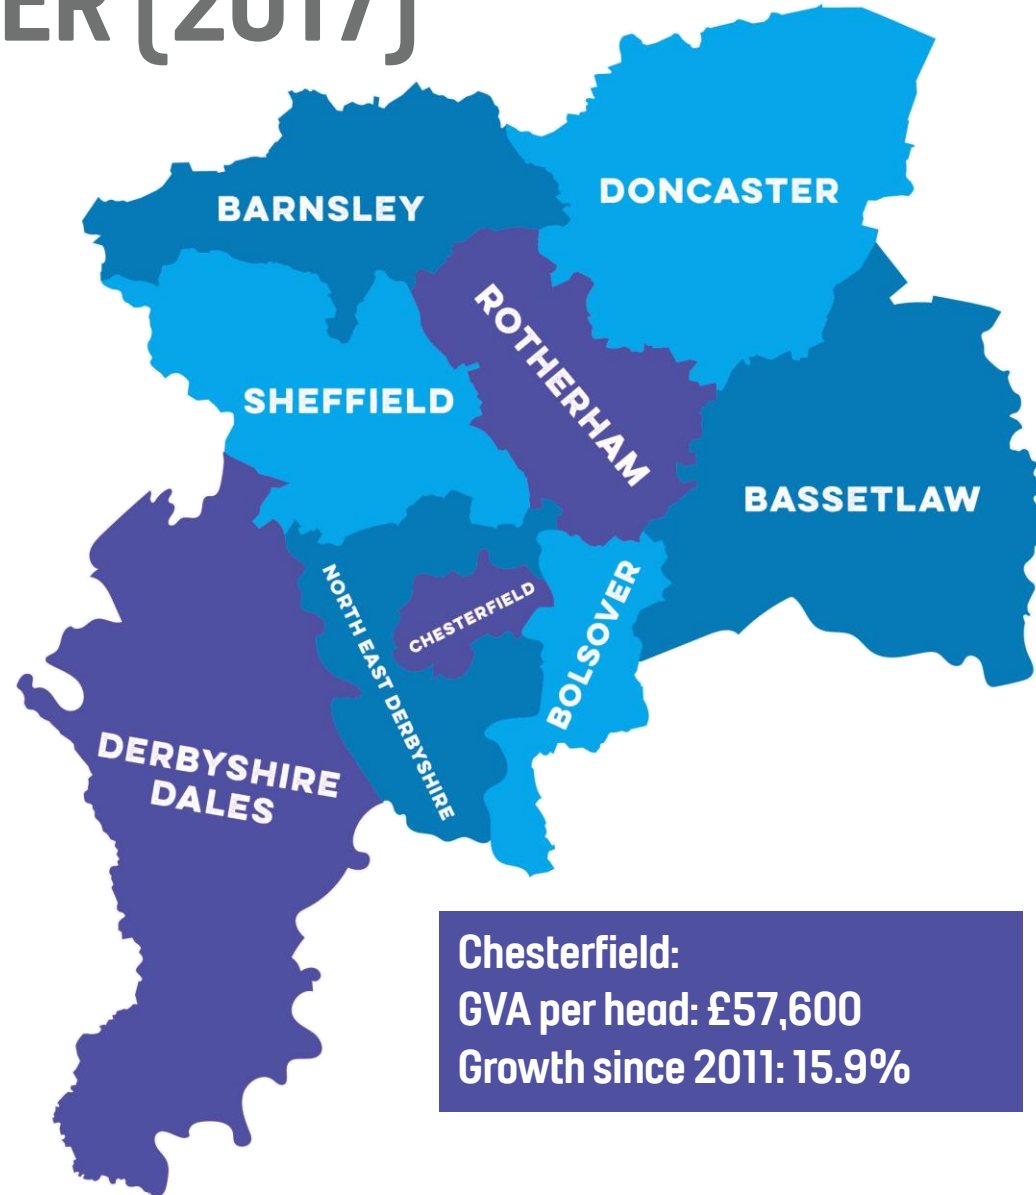 ER (2017)
BARNSLEY
DONCASTER
ROTHERHAM
SHEFFIELD
BASSETLAW
NORTH EAST DERBYSHIRE
CHESTERFIELD
BOLSOVER
DERBYSHIRE
DALES
Chesterfield:
GVA per head: £57,600
Growth since 2011: 15.9%